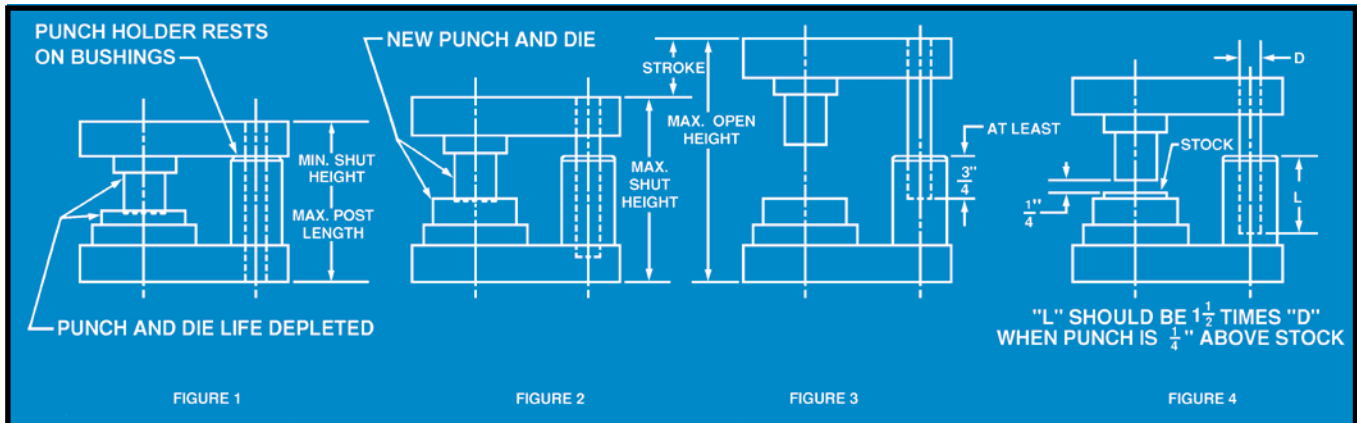 PUNCH HOLDER RESTS
ON BUSHINGS
MIN. SHUT
HEIGHT
MAX. POST
LENGTH
PUNCH AND DIE LIFE DEPLETED
FIGURE 1
NEW PUNCH AND DIE
STROKE
MAX.
SHUT
HEIGHT
FIGURE 2
MAX. OPEN
HEIGHT
AT LEAST
3"
4
FIGURE 3
D
STOCK
1"
4
L
"L" SHOULD BE 1 1/2 TIMES "D"
WHEN PUNCH IS 1/4" ABOVE STOCK
FIGURE 4